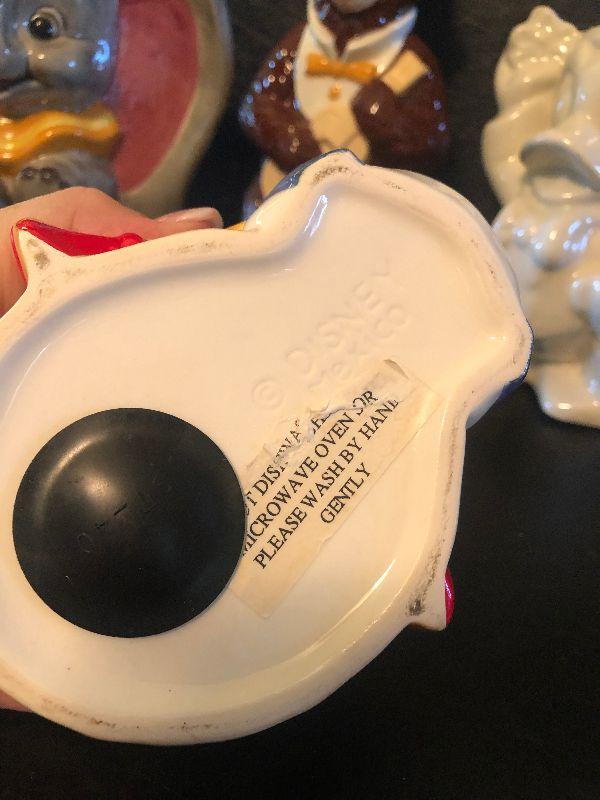 © DISNEY
MEXICO
MICROWAVE OVEN
PLEASE WASH BY HAND
GENTLY